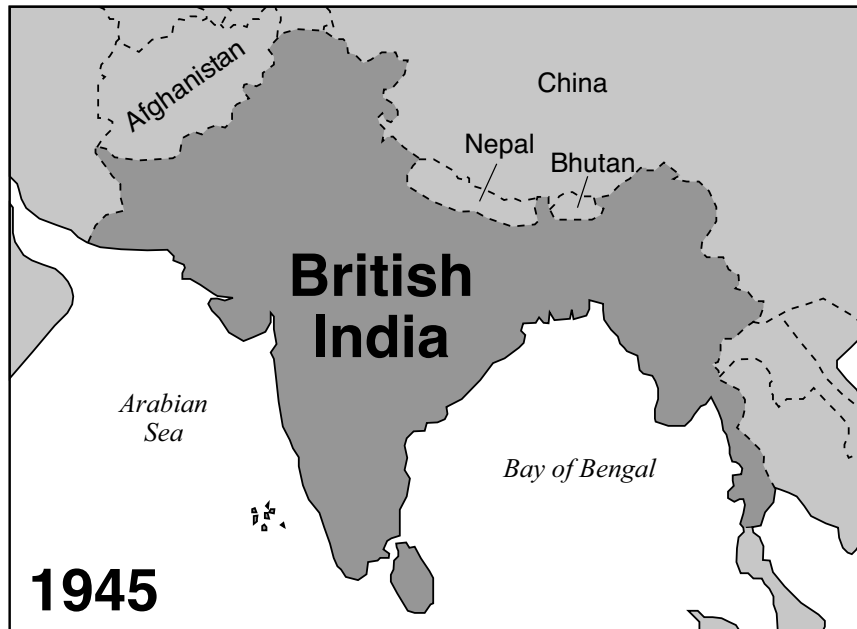 Afghanistan
China
Nepal
Bhutan
British
India
Arabian
Sea
Bay of Bengal
1945